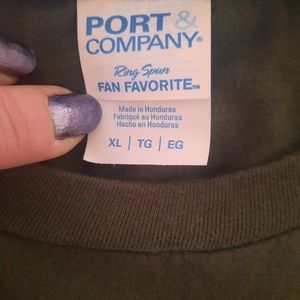 PORT &
COMPANY®
Ring Spun
FAN FAVORITE™
Made in Honduras
Fabriqué au Honduras
Hecho en Honduras
XL | TG | EG